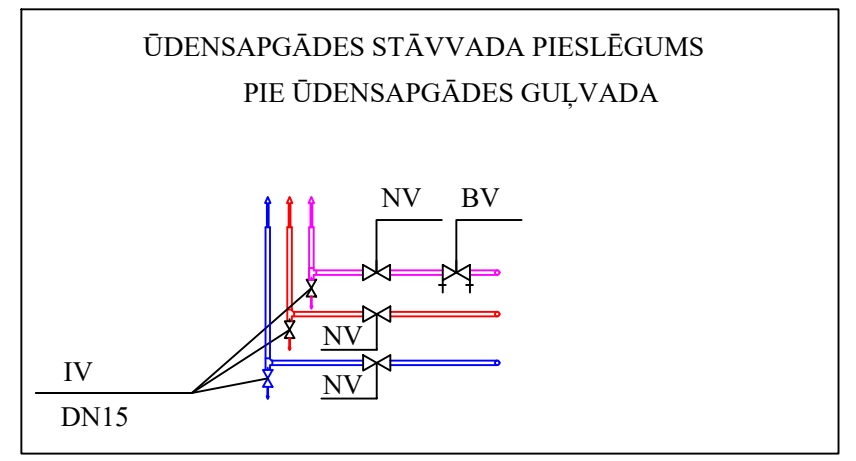 ŪDENSAPGĀDES STĀVVADA PIESLĒGUMS
PIE ŪDENSAPGĀDES GUĻVADA
NV
BV
NV
NV
IV
DN15